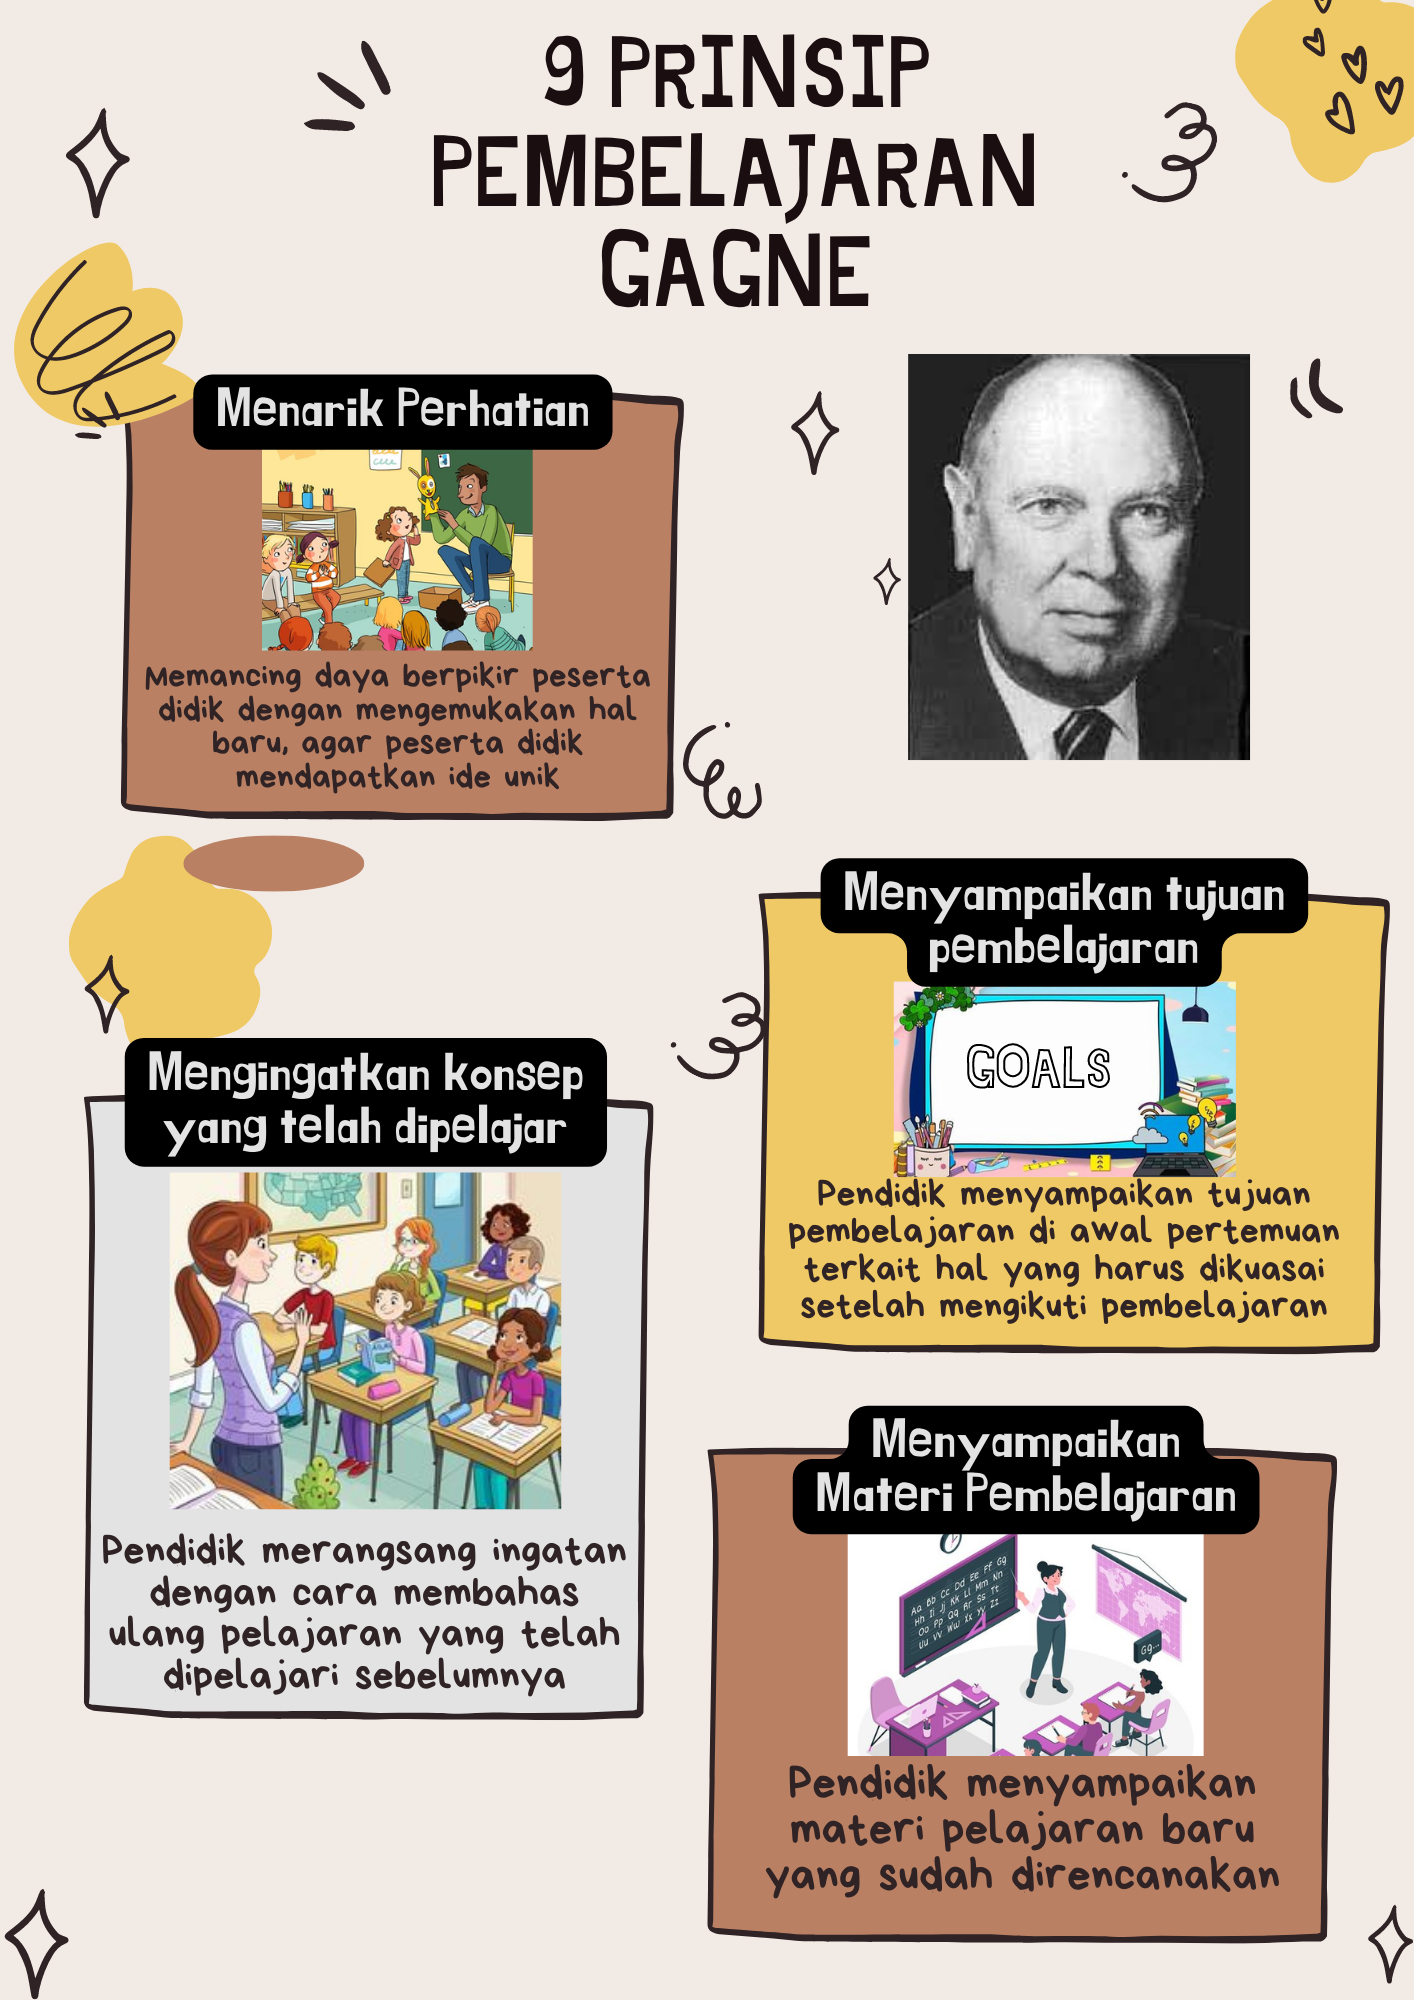 9 PRINSIP
PEMBELAJARAN
GAGNE
Menarik Perhatian
Memancing daya berpikir peserta
didik dengan mengemukakan hal
baru, agar peserta didik
mendapatkan ide unik
Menyampaikan tujuan
pembelajaran
GOALS
Pendidik menyampaikan tujuan
pembelajaran di awal pertemuan
terkait hal yang harus dikuasai
setelah mengikuti pembelajaran
Mengingatkan konsep
yang telah dipelajar
Pendidik merangsang ingatan
dengan cara membahas
ulang pelajaran yang telah
dipelajari sebelumnya
Menyampaikan
Materi Pembelajaran
Aa Bb Cc Dd Ee Ff Gg
Hh Ii Jj Kk Ll Mm Nn
Oo Pp Qq Rr Ss Tt
Uu Vv Ww Xx Yy Zz
Gg...
Pendidik menyampaikan
materi pelajaran baru
yang sudah direncanakan